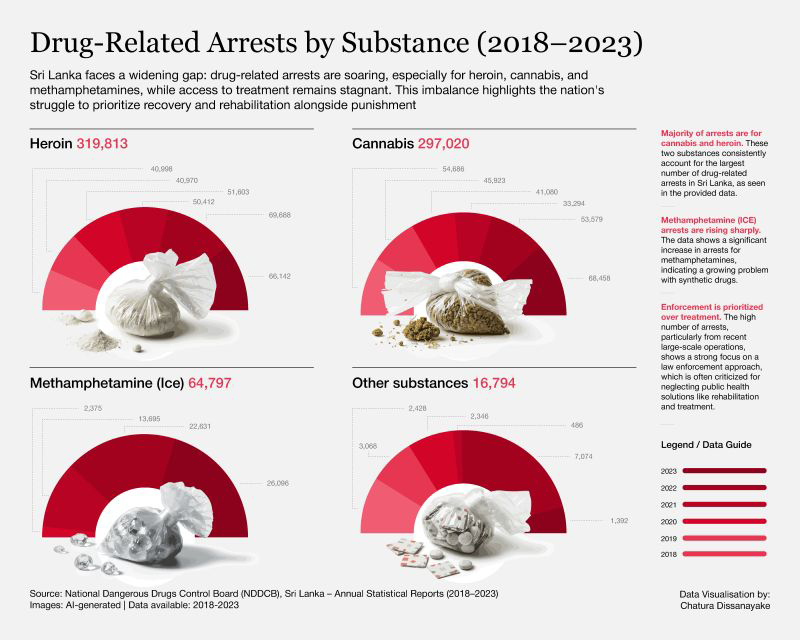 Drug-Related Arrests by Substance (2018–2023)
Sri Lanka faces a widening gap: drug-related arrests are soaring, especially for heroin, cannabis, and
methamphetamines, while access to treatment remains stagnant. This imbalance highlights the nation's
struggle to prioritize recovery and rehabilitation alongside punishment
Heroin 319,813
40,998
40,970
51,603
50,412
69,688
66,142
Cannabis 297,020
54,686
45,923
41,080
33,294
53,579
68,458
Methamphetamine (Ice) 64,797
2,375
13,695
22,631
26,096
Other substances 16,794
2,428
2,346
486
3,068
7,074
1,392
Majority of arrests are for
cannabis and heroin. These
two substances consistently
account for the largest
number of drug-related
arrests in Sri Lanka, as seen
in the provided data.
Methamphetamine (ICE)
arrests are rising sharply.
The data shows a significant
increase in arrests for
methamphetamines,
indicating a growing problem
with synthetic drugs.
Enforcement is prioritized
over treatment. The high
number of arrests,
particularly from recent
large-scale operations,
shows a strong focus on a
law enforcement approach,
which is often criticized for
neglecting public health
solutions like rehabilitation
and treatment.
Legend / Data Guide
2023
2022
2021
2020
2019
2018
Source: National Dangerous Drugs Control Board (NDDCB), Sri Lanka – Annual Statistical Reports (2018–2023)
Images: AI-generated | Data available: 2018-2023
Data Visualisation by:
Chatura Dissanayake